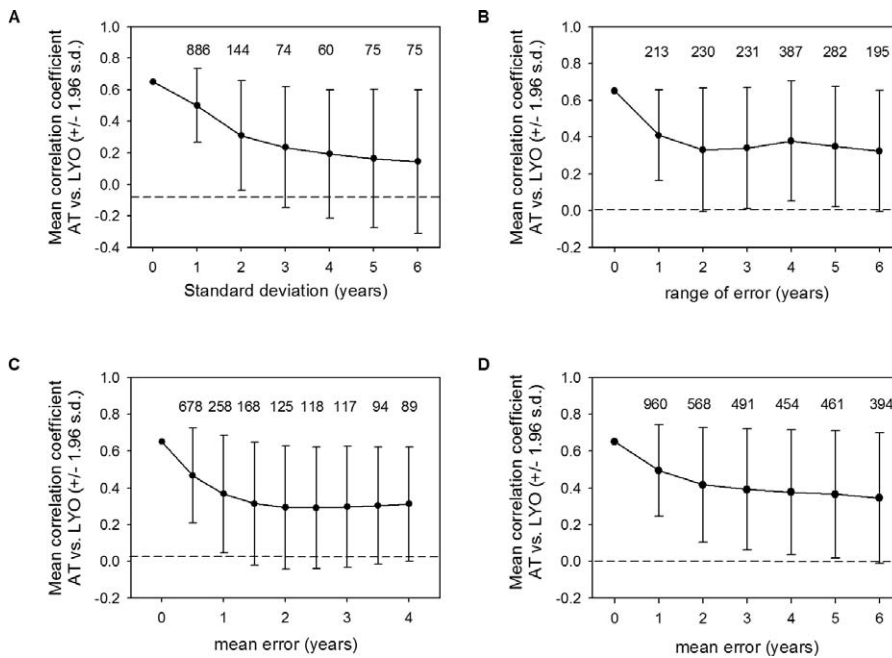 A
Mean correlation coefficient
AT vs. LYO (+/- 1.96 s.d.)
1.0
0.8
0.6
0.4
0.2
0.0
-0.2
-0.4
886 144 74 60 75 75
0 1 2 3 4 5 6
Standard deviation (years)
B
Mean correlation coefficient
AT vs. LYO (+/- 1.96 s.d.)
1.0
0.8
0.6
0.4
0.2
0.0
-0.2
213 230 231 387 282 195
0 1 2 3 4 5 6
range of error (years)
C
Mean correlation coefficient
AT vs. LYO (+/- 1.96 s.d.)
1.0
0.8
0.6
0.4
0.2
0.0
-0.2
678 258 168 125 118 117 94 89
0 1 2 3 4
mean error (years)
D
Mean correlation coefficient
AT vs. LYO (+/- 1.96 s.d.)
1.0
0.8
0.6
0.4
0.2
0.0
-0.2
960 568 491 454 461 394
0 1 2 3 4 5 6
mean error (years)